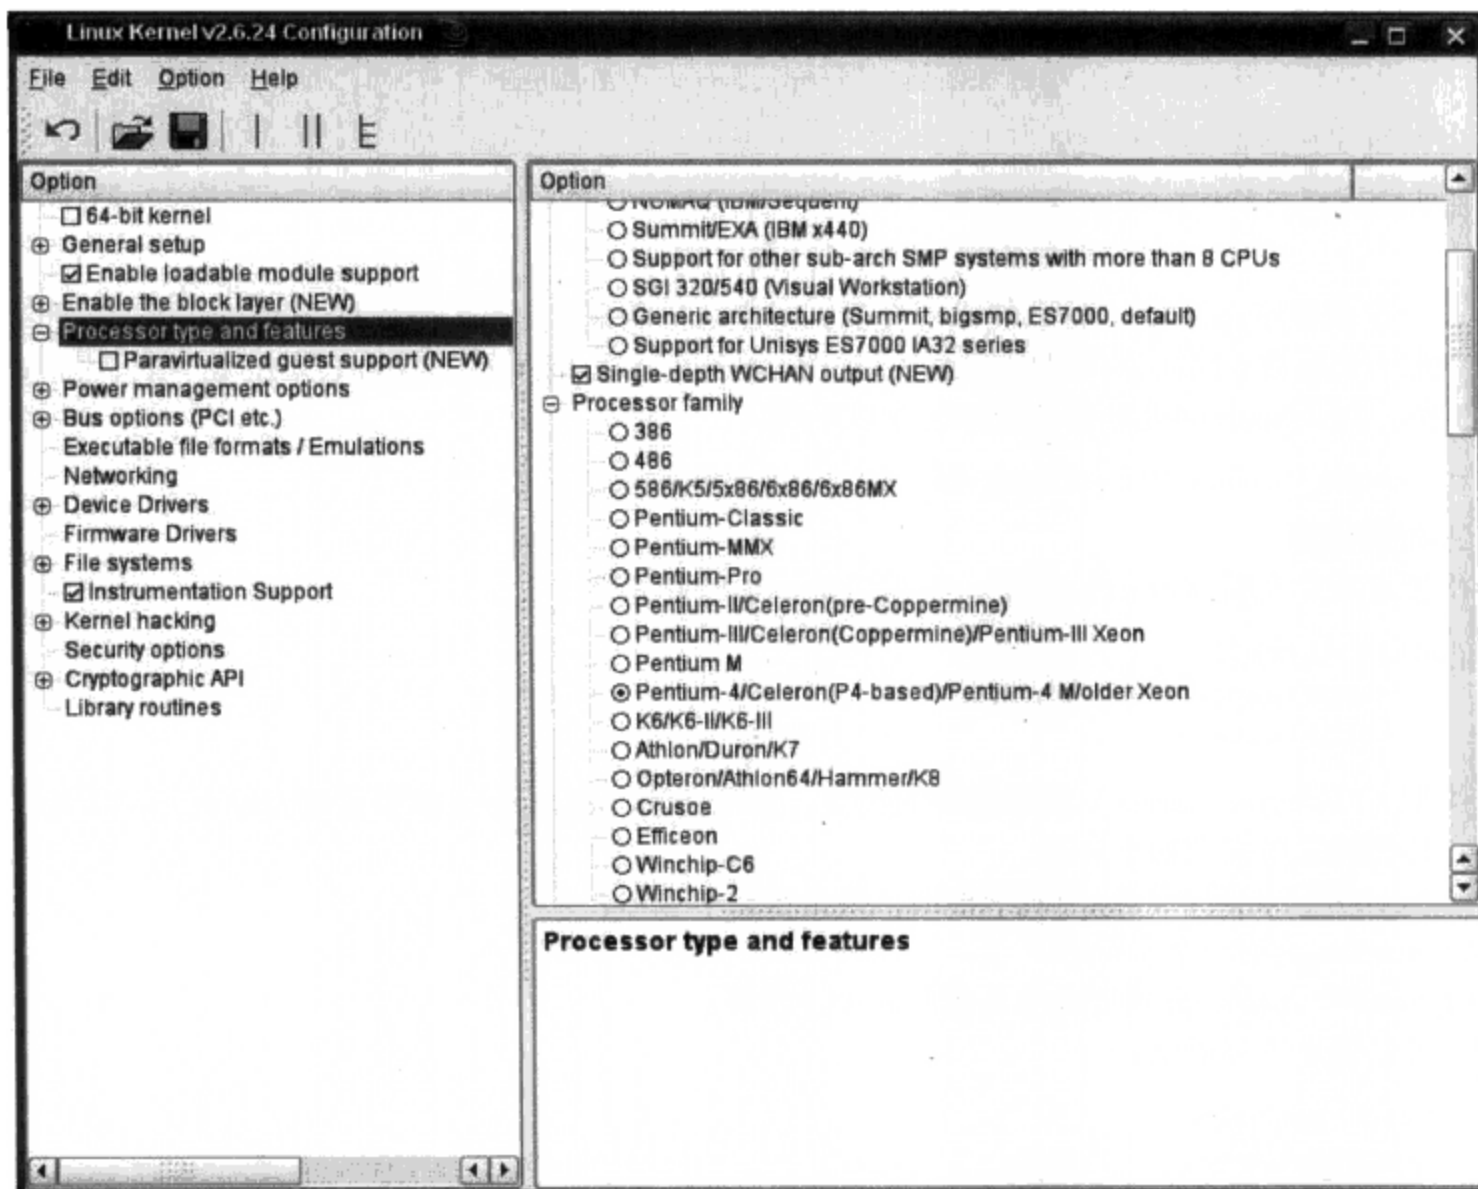 Linux Kernel v2.6.24 Configuration
File Edit Option Help
Option
64-bit kernel
General setup
Enable loadable module support
Enable the block layer (NEW)
Processor type and features
Paravirtualized guest support (NEW)
Power management options
Bus options (PCI etc.)
Executable file formats / Emulations
Networking
Device Drivers
Firmware Drivers
File systems
Instrumentation Support
Kernel hacking
Security options
Cryptographic API
Library routines
Option
NUMAQ (IBM/Sequent)
Summit/EXA (IBM x440)
Support for other sub-arch SMP systems with more than 8 CPUs
SGI 320/540 (Visual Workstation)
Generic architecture (Summit, bigsmp, ES7000, default)
Support for Unisys ES7000 IA32 series
Single-depth WCHAN output (NEW)
Processor family
386
486
586/K5/5x86/6x86/6x86MX
Pentium-Classic
Pentium-MMX
Pentium-Pro
Pentium-II/Celeron(pre-Coppermine)
Pentium-III/Celeron(Coppermine)/Pentium-III Xeon
Pentium M
Pentium-4/Celeron(P4-based)/Pentium-4 M/older Xeon
K6/K6-II/K6-III
Athlon/Duron/K7
Opteron/Athlon64/Hammer/K8
Crusoe
Efficeon
Winchip-C6
Winchip-2
Processor type and features